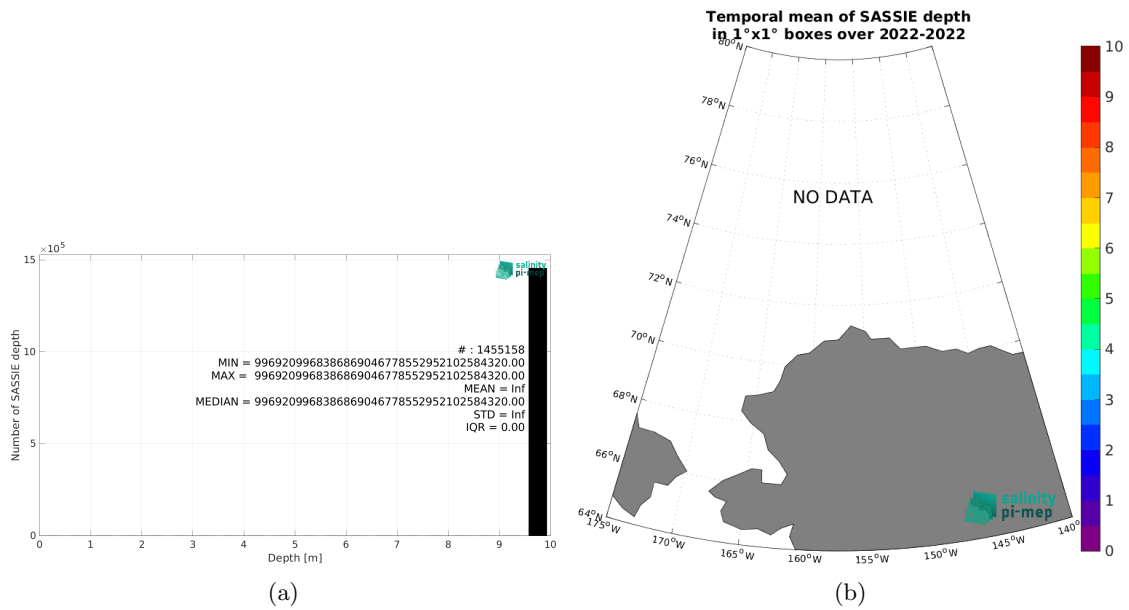 Temporal mean of SASSIE depth
in 1°x1° boxes over 2022-2022
80°N
78°N
76°N
74°N
72°N
70°N
68°N
66°N
64°N
175°W
170°W
165°W
160°W
155°W
150°W
145°W
140°
NO DATA
salinity
pi-mep
10
9
8
7
6
5
4
3
2
1
0
×10⁵
15
10
5
0
Number of SASSIE depth
salinity
pi-mep
# : 1455158
MIN = 9969209968386869046778552952102584320.00
MAX = 9969209968386869046778552952102584320.00
MEAN = Inf
MEDIAN = 9969209968386869046778552952102584320.00
STD = Inf
IQR = 0.00
0 1 2 3 4 5 6 7 8 9 10
Depth [m]
(a)
(b)